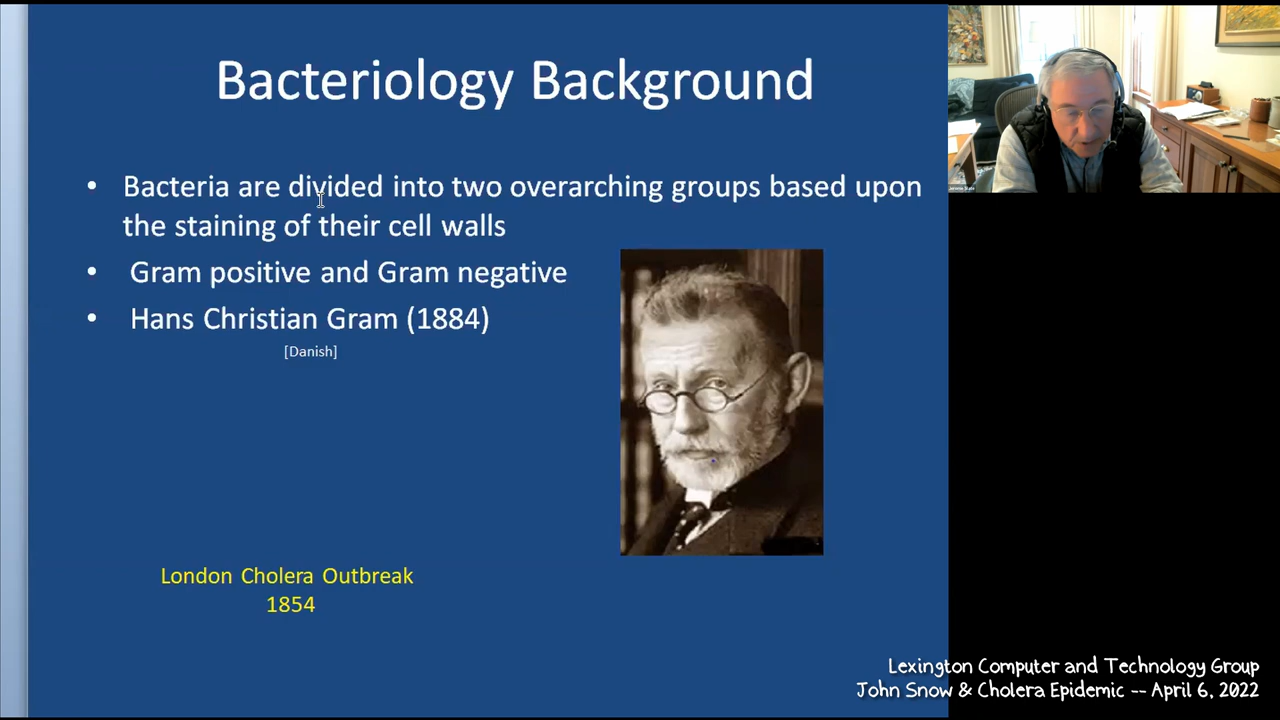 Bacteriology Background
• Bacteria are divided into two overarching groups based upon
the staining of their cell walls
• Gram positive and Gram negative
• Hans Christian Gram (1884)
[Danish]
London Cholera Outbreak
1854
Lexington Computer and Technology Group
John Snow & Cholera Epidemic -- April 6, 2022